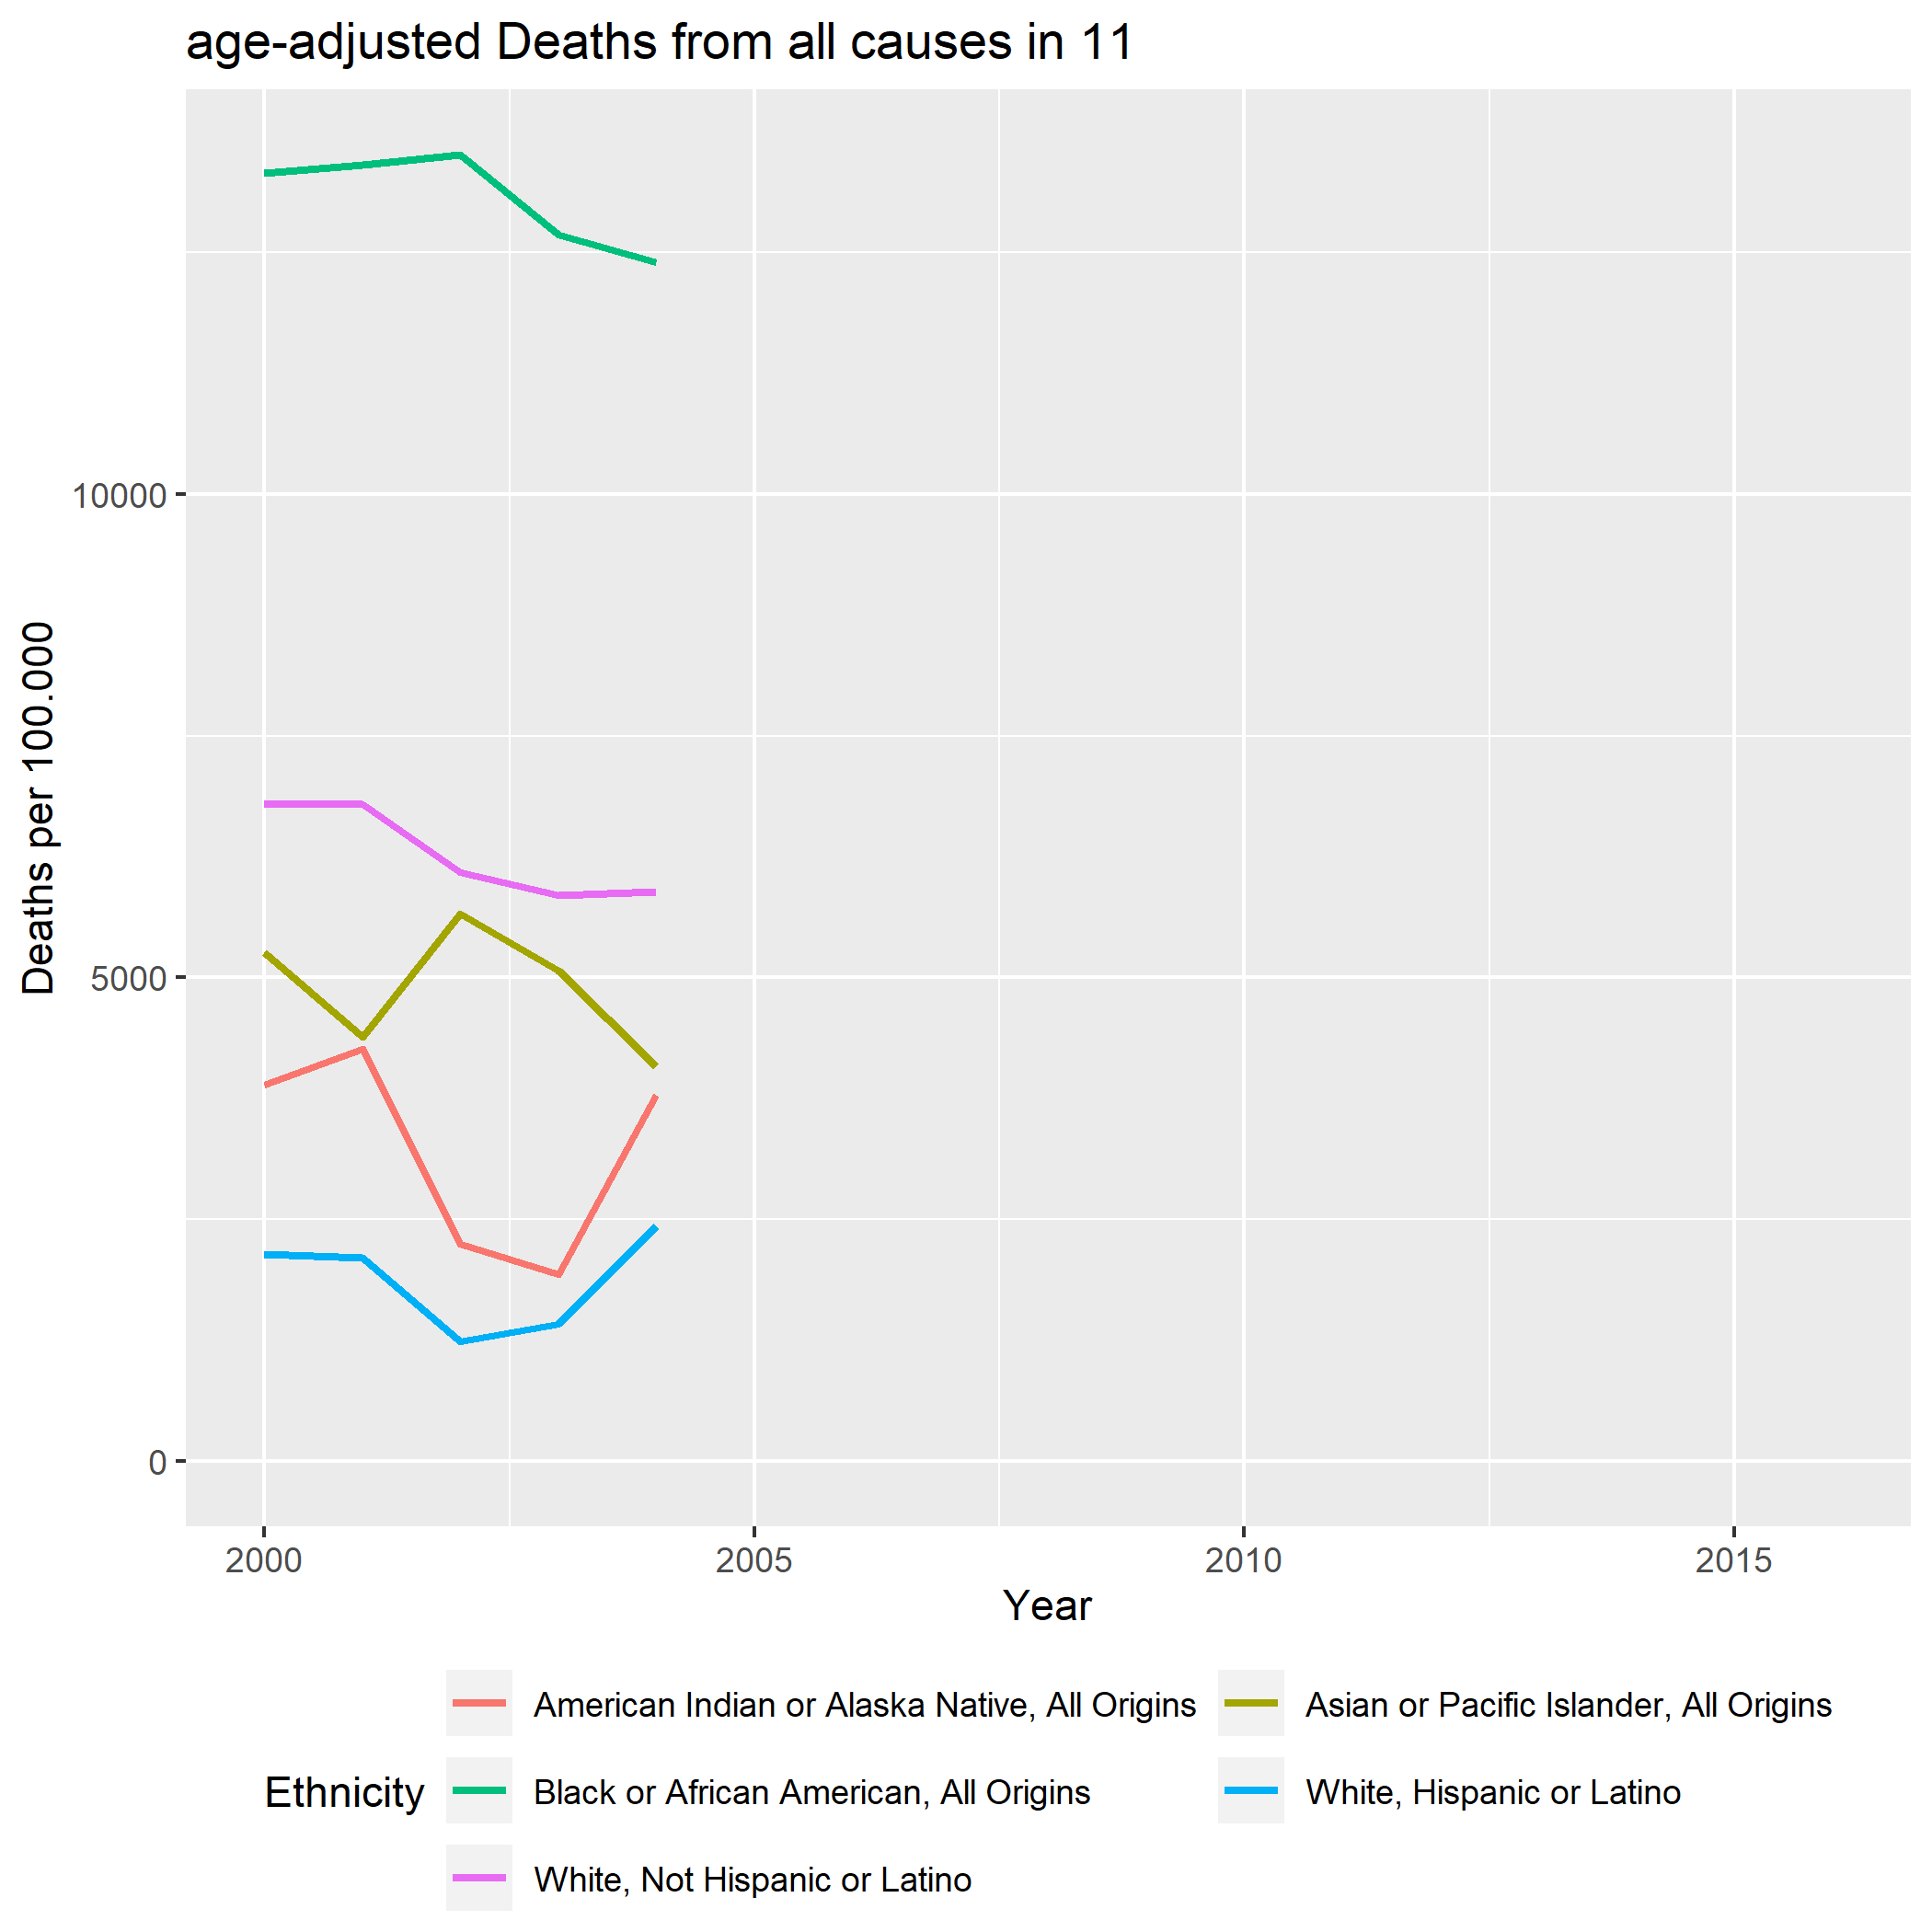 age-adjusted Deaths from all causes in 11
Deaths per 100.000
10000
5000
0
2000 2005 2010 2015
Year
Ethnicity
American Indian or Alaska Native, All Origins
Asian or Pacific Islander, All Origins
Black or African American, All Origins
White, Hispanic or Latino
White, Not Hispanic or Latino